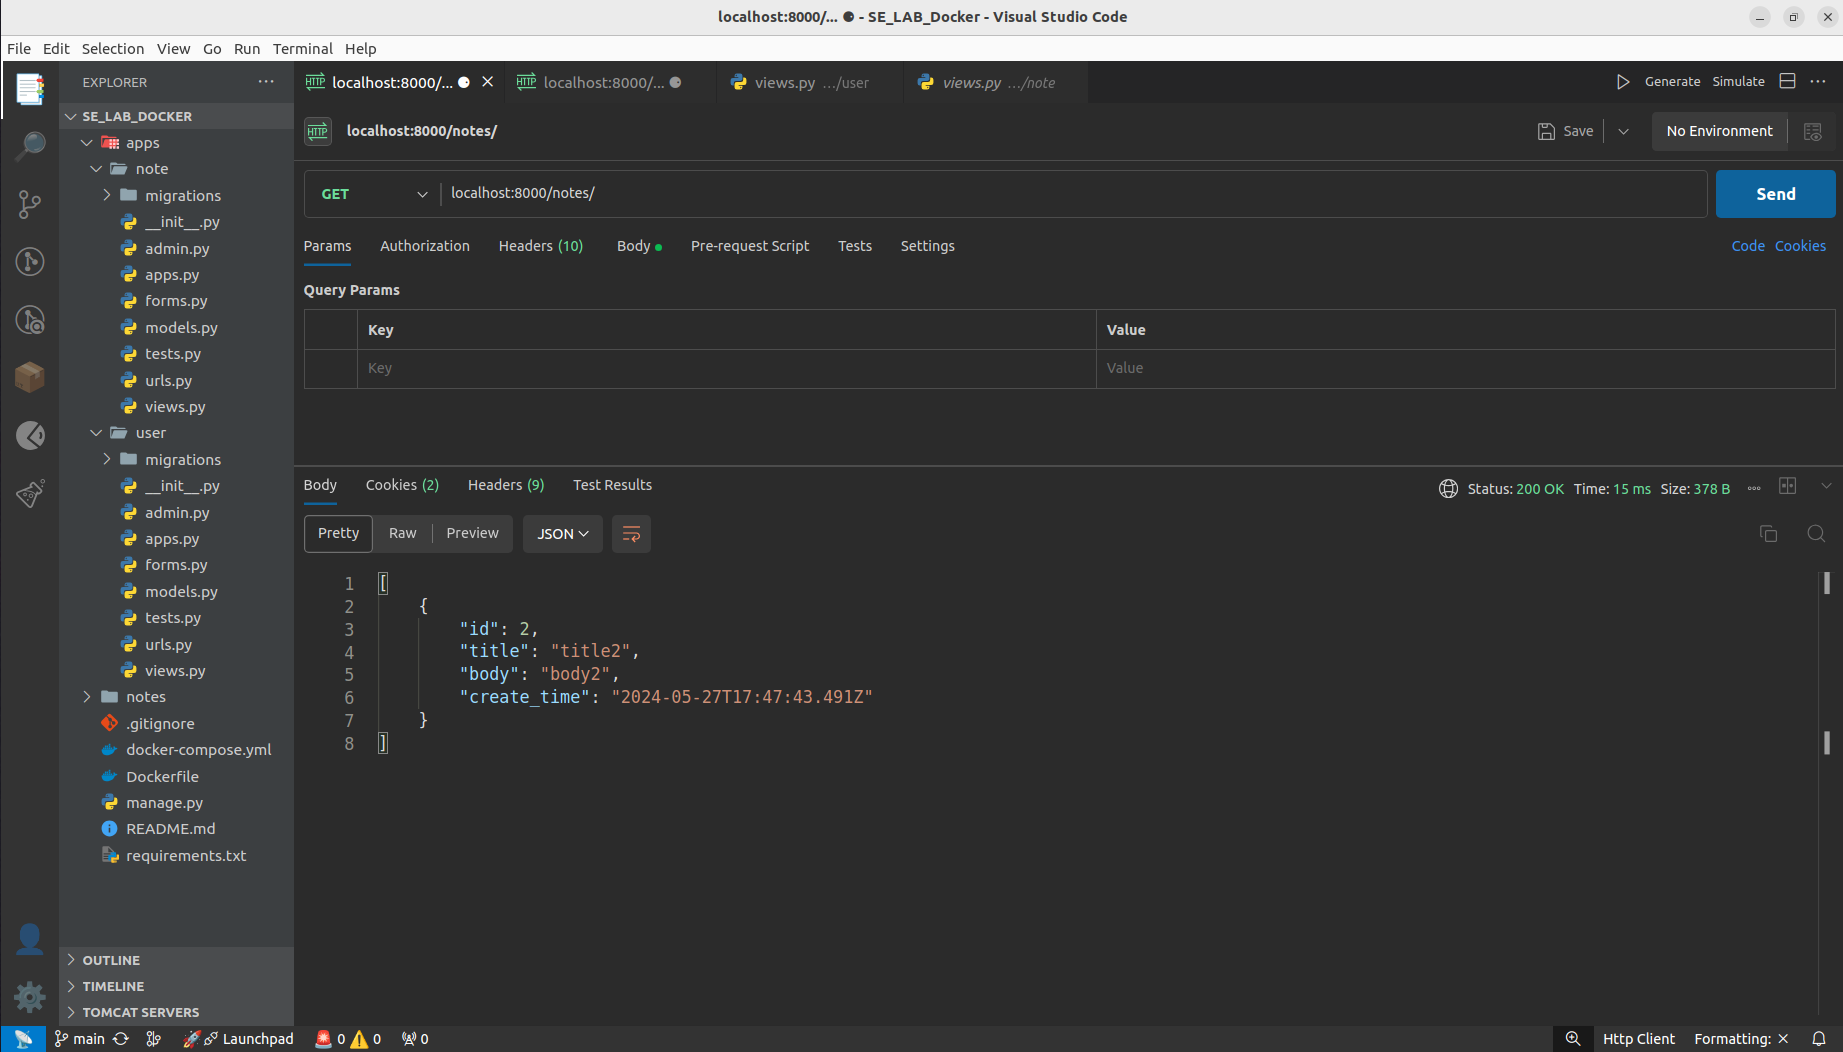 localhost:8000/... ● - SE_LAB_Docker - Visual Studio Code
File Edit Selection View Go Run Terminal Help
EXPLORER ···
SE_LAB_DOCKER
apps
note
migrations
__init__.py
admin.py
apps.py
forms.py
models.py
tests.py
urls.py
views.py
user
migrations
__init__.py
admin.py
apps.py
forms.py
models.py
tests.py
urls.py
views.py
notes
.gitignore
docker-compose.yml
Dockerfile
manage.py
README.md
requirements.txt
OUTLINE
TIMELINE
TOMCAT SERVERS
HTTP localhost:8000/... ● HTTP localhost:8000/... ● views.py .../user views.py .../note Generate Simulate ···
HTTP localhost:8000/notes/ Save No Environment
GET localhost:8000/notes/ Send
Params Authorization Headers (10) Body Pre-request Script Tests Settings Code Cookies
Query Params
Key Value
Key Value
Body Cookies (2) Headers (9) Test Results Status: 200 OK Time: 15 ms Size: 378 B
Pretty Raw Preview JSON
1 [
2 {
3 "id": 2,
4 "title": "title2",
5 "body": "body2",
6 "create_time": "2024-05-27T17:47:43.491Z"
7 }
8 ]
main Launchpad 0 0 0 Http Client Formatting: ×